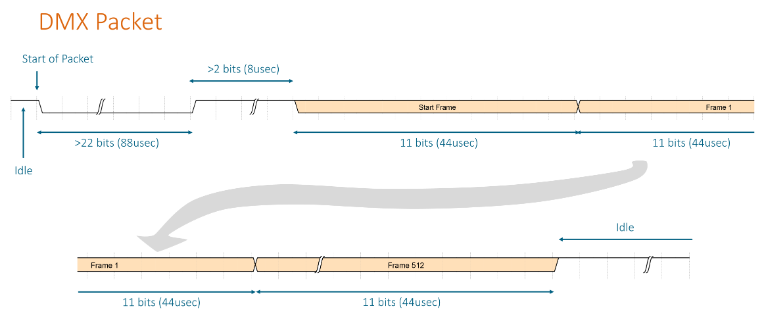 DMX Packet
Start of Packet
>2 bits (8usec)
Start Frame
Frame 1
>22 bits (88usec)
11 bits (44usec)
11 bits (44usec)
Idle
Idle
Frame 1
Frame 512
11 bits (44usec)
11 bits (44usec)